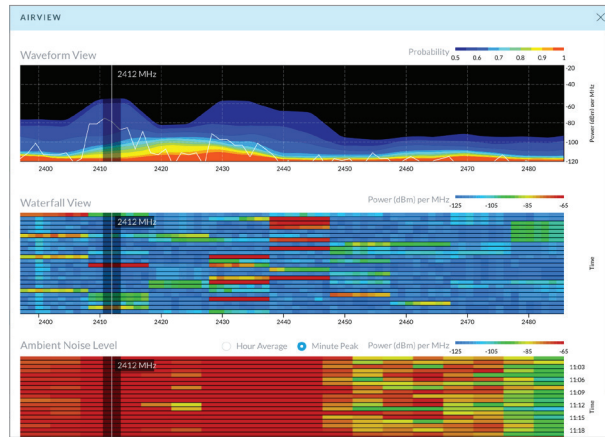 AIRVIEW
Waveform View
Probability 0.5 0.6 0.7 0.8 0.9 1
2412 MHz
-20
-40
-60
-80
-100
-120
Power (dBm) per MHz
2400 2410 2420 2430 2440 2450 2460 2470 2480
Waterfall View
Power (dBm) per MHz -125 -105 -85 -65
2412 MHz
Time
2400 2410 2420 2430 2440 2450 2460 2470 2480
Ambient Noise Level
Hour Average Minute Peak Power (dBm) per MHz -125 -105 -85 -65
2412 MHz
11:03
11:06
11:09
11:12
11:15
11:18
Time